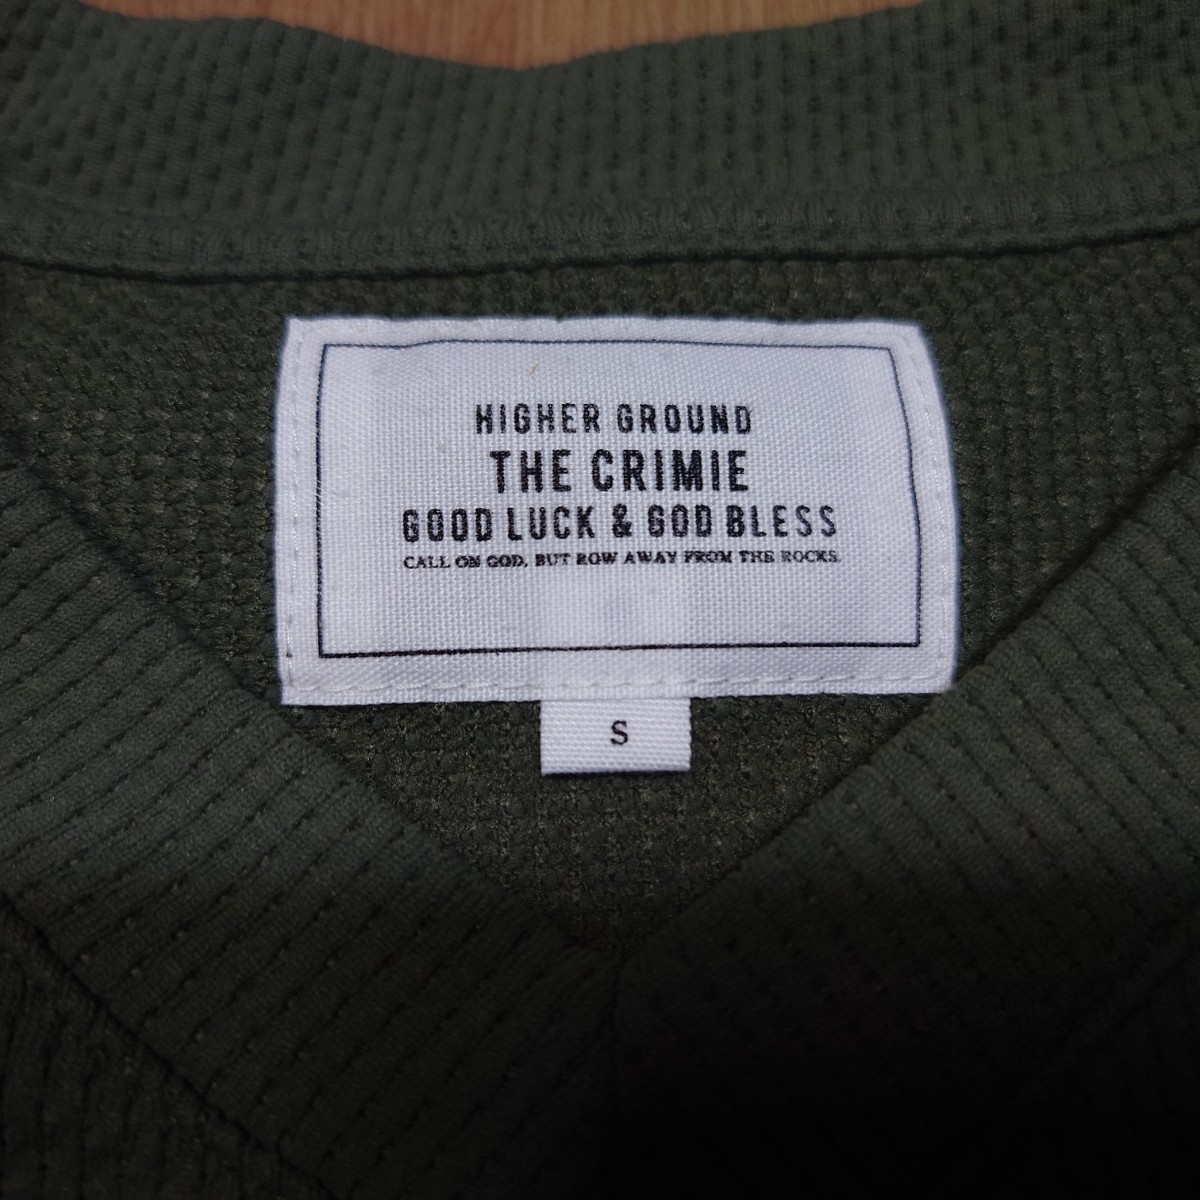 HIGHER GROUND
THE CRIMIE
GOOD LUCK & GOD BLESS
CALL ON GOD, BUT ROW AWAY FROM THE ROCKS.
S